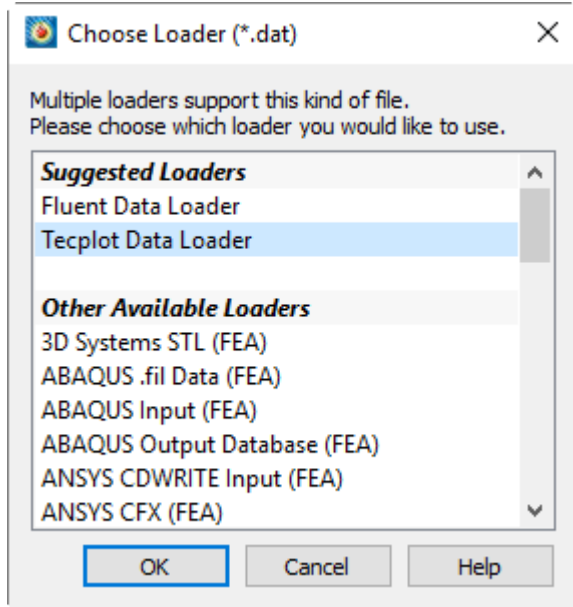 Choose Loader (*.dat)
Multiple loaders support this kind of file.
Please choose which loader you would like to use.
Suggested Loaders
Fluent Data Loader
Tecplot Data Loader
Other Available Loaders
3D Systems STL (FEA)
ABAQUS .fil Data (FEA)
ABAQUS Input (FEA)
ABAQUS Output Database (FEA)
ANSYS CDWRITE Input (FEA)
ANSYS CFX (FEA)
OK Cancel Help